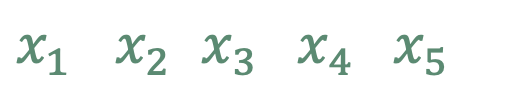 x₁ x₂ x₃ x₄ x₅